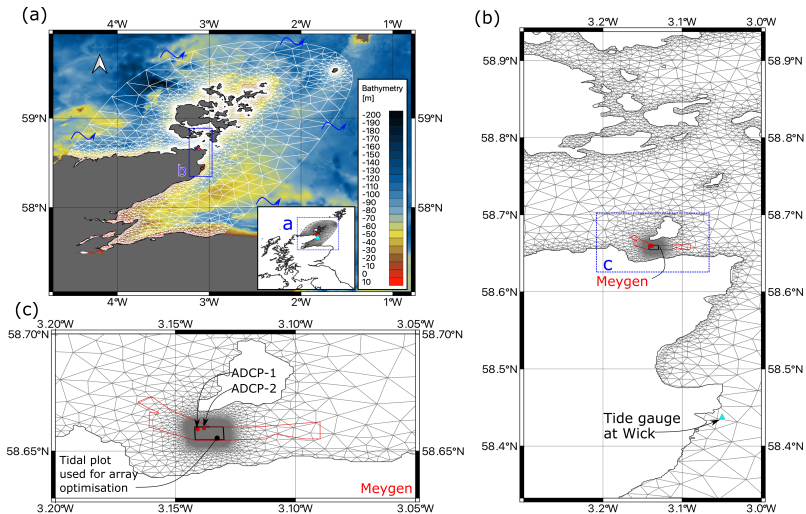 (a)
4°W
3°W
2°W
1°W
59°N
58°N
b
Bathymetry
[m]
-200
-190
-180
-170
-160
-150
-140
-130
-120
-110
-100
-90
-80
-70
-60
-50
-40
-30
-20
-10
0
10
a
4°W
3°W
2°W
1°W
(b)
3.2°W
3.1°W
3.0°W
58.9°N
58.9°N
58.8°N
58.8°N
58.7°N
58.7°N
c
Meygen
58.6°N
58.6°N
58.5°N
58.5°N
Tide gauge
at Wick
58.4°N
58.4°N
3.2°W
3.1°W
3.0°W
(c)
3.20°W
3.15°W
3.10°W
3.05°W
58.70°N
58.70°N
ADCP-1
ADCP-2
58.65°N
58.65°N
Tidal plot
used for array
optimisation
Meygen
3.20°W
3.15°W
3.10°W
3.05°W